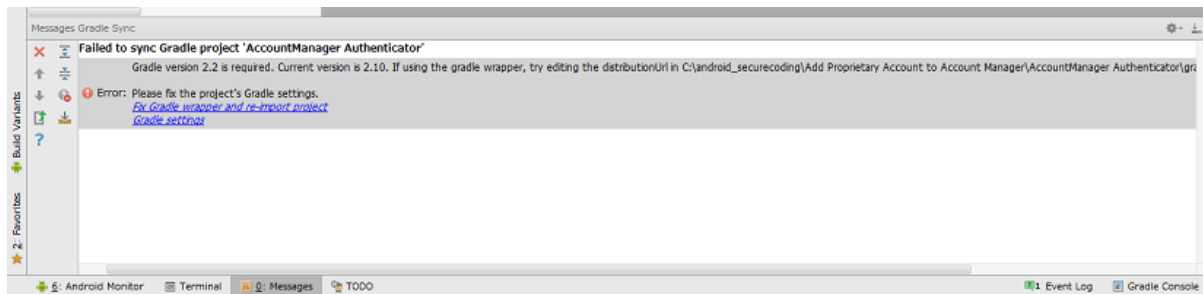 Messages Gradle Sync
Failed to sync Gradle project 'AccountManager Authenticator'
Gradle version 2.2 is required. Current version is 2.10. If using the gradle wrapper, try editing the distributionUrl in C:\android_securecoding\Add Proprietary Account to Account Manager\AccountManager Authenticator\gra
Error: Please fix the project's Gradle settings.
Fix Gradle wrapper and re-import project
Gradle settings
Build Variants
2: Favorites
6: Android Monitor Terminal 0: Messages TODO 1 Event Log Gradle Console